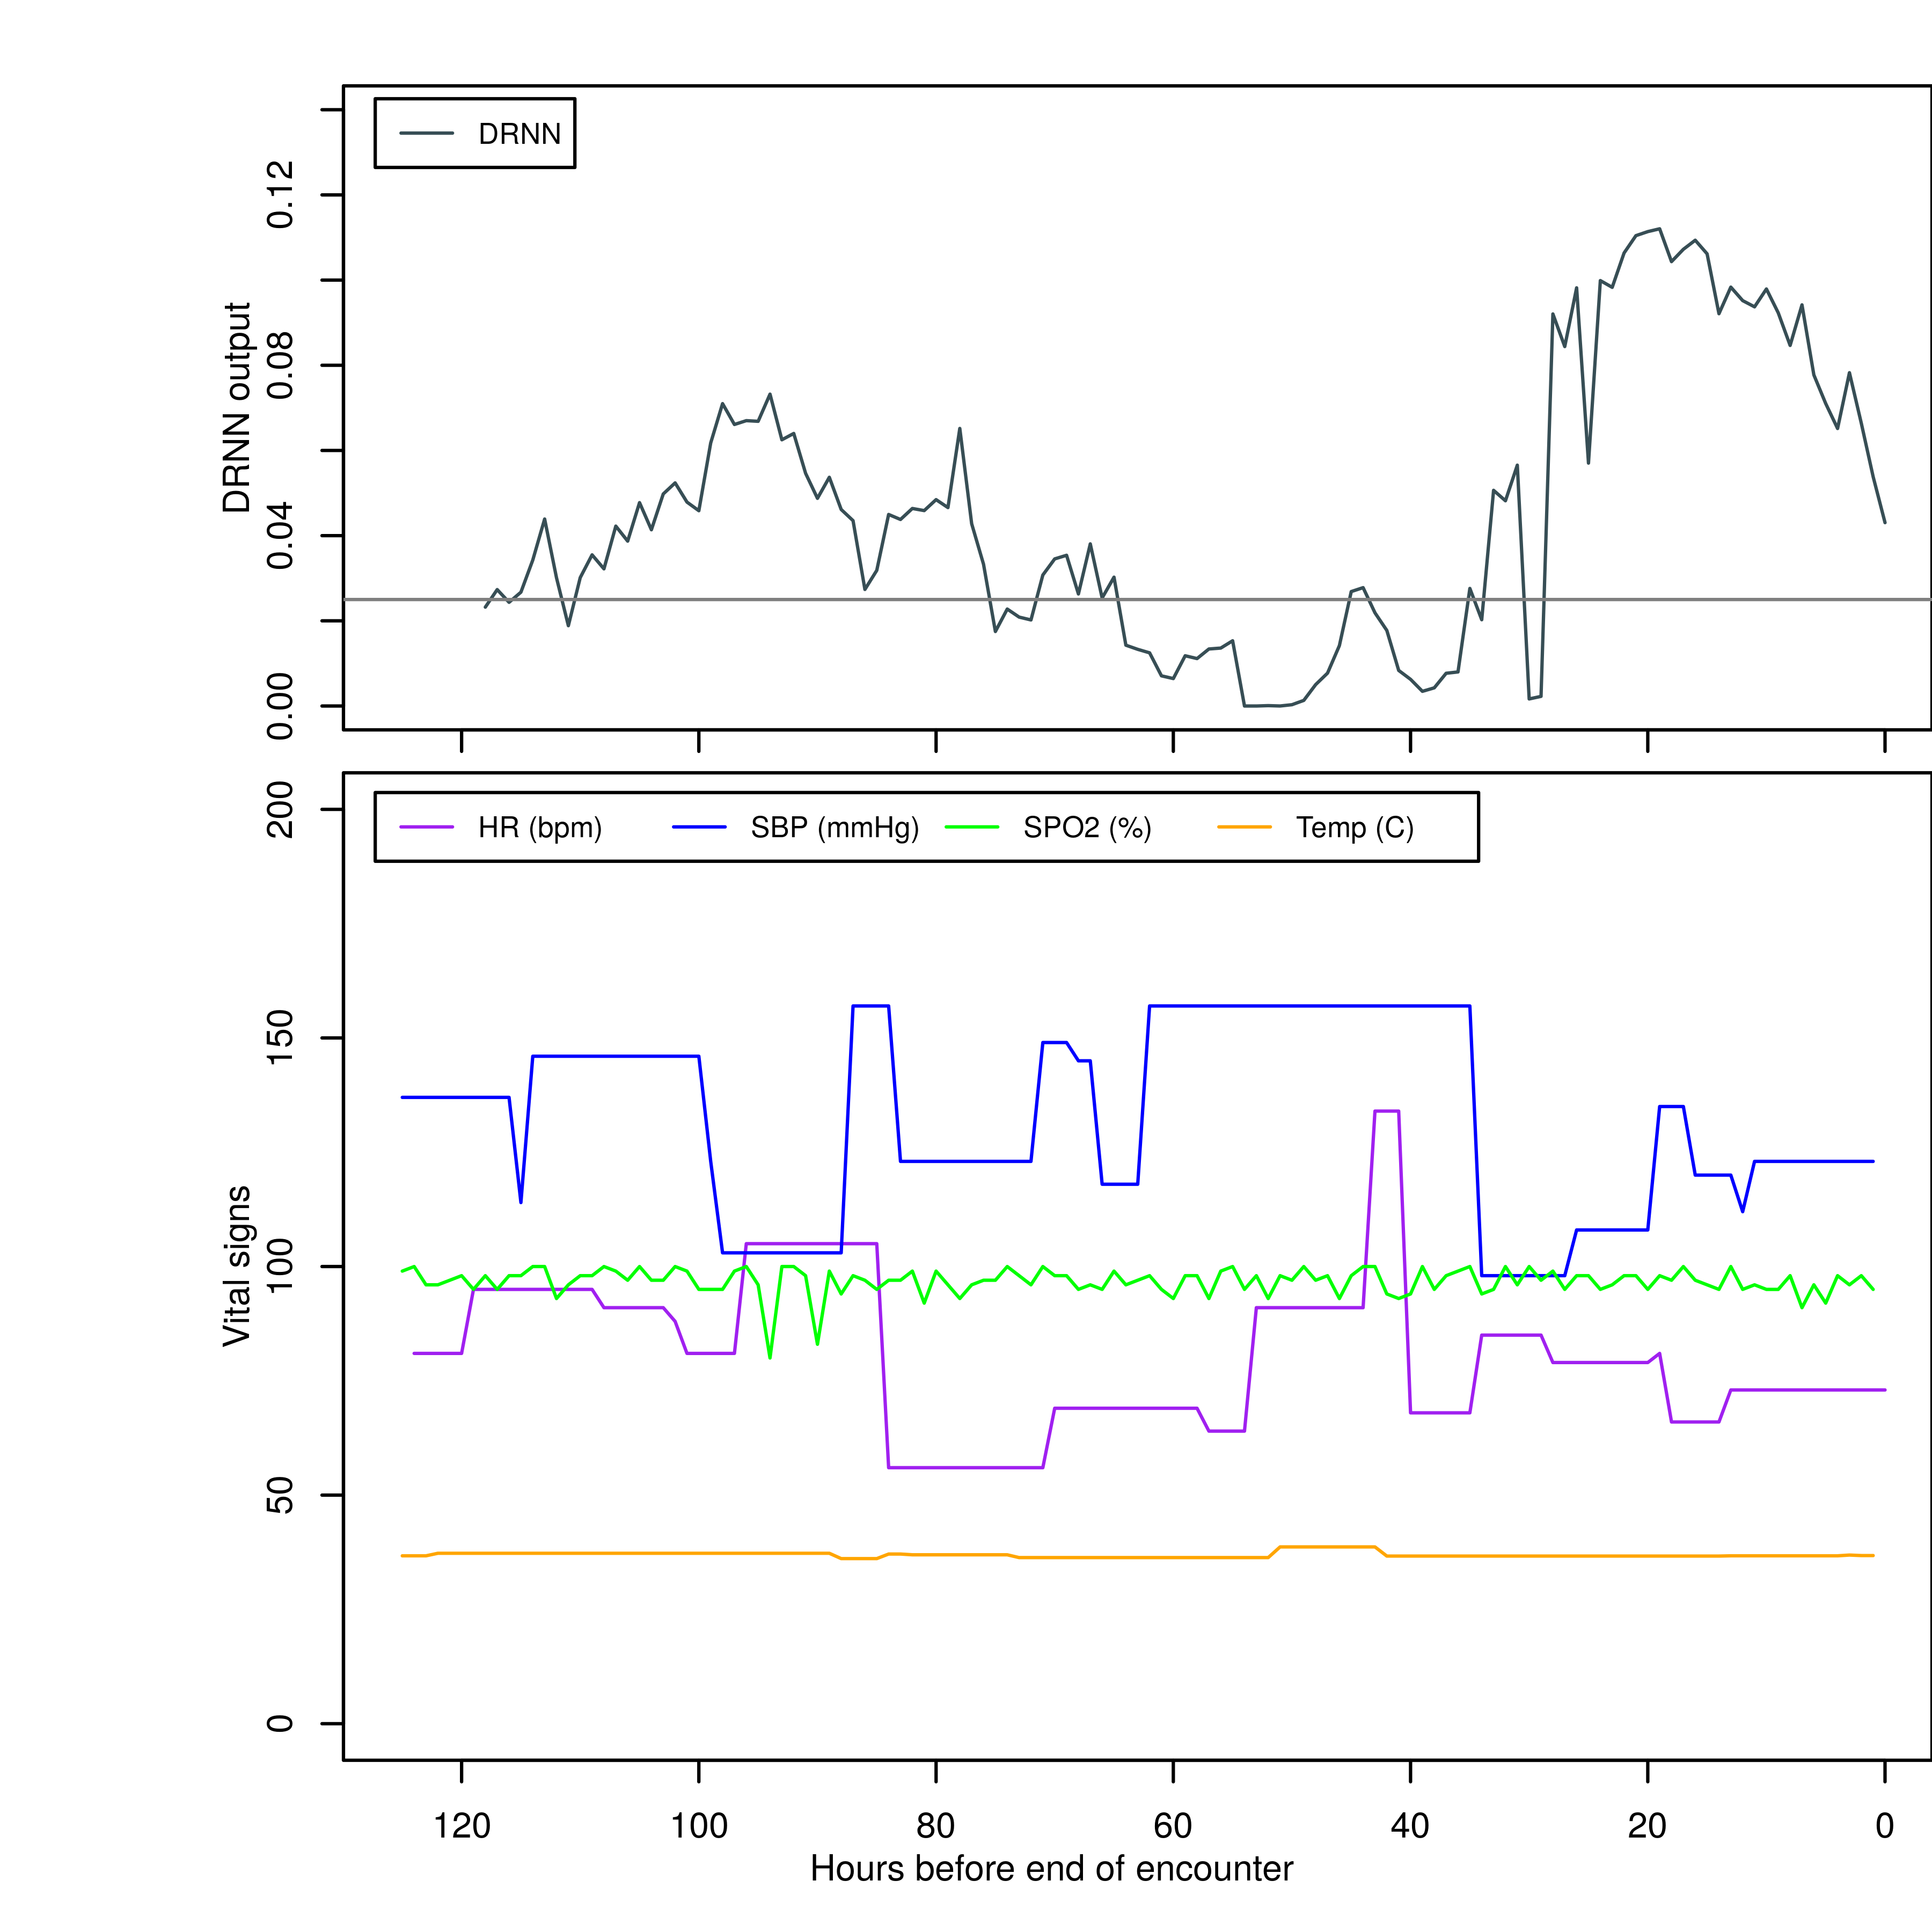 DRNN
0.12
0.08
0.04
0.00
DRNN output
HR (bpm) SBP (mmHg) SPO2 (%) Temp (C)
200
150
100
50
0
Vital signs
120 100 80 60 40 20 0
Hours before end of encounter